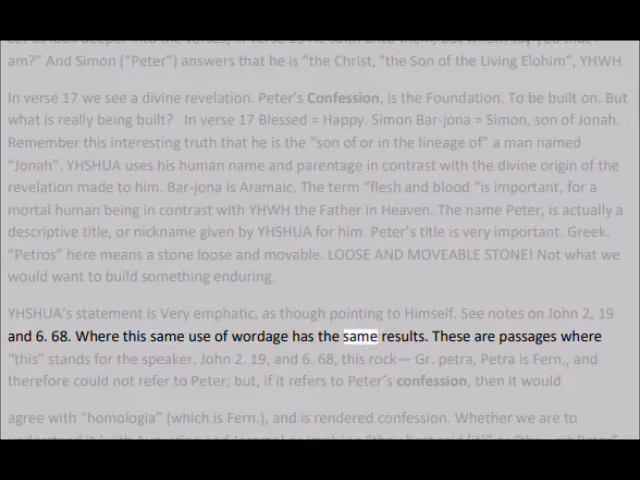 am?" And Simon ("Peter") answers that he is "the Christ, "the Son of the Living Elohim", YHWH.
In verse 17 we see a divine revelation. Peter's Confession, is the Foundation. To be built on. But
what is really being built?   In verse 17 Blessed = Happy. Simon Bar-jona = Simon, son of Jonah.
Remember this interesting truth that he is the "son of or in the lineage of" a man named
"Jonah". YHSHUA uses his human name and parentage in contrast with the divine origin of the
revelation made to him. Bar-jona is Aramaic. The term "flesh and blood "is important, for a
mortal human being in contrast with YHWH the Father in Heaven. The name Peter, is actually a
descriptive title, or nickname given by YHSHUA for him. Peter's title is very important. Greek.
"Petros" here means a stone loose and movable. LOOSE AND MOVEABLE STONE! Not what we
would want to build something enduring.
YHSHUA's statement is Very emphatic, as though pointing to Himself. See notes on John 2, 19
and 6. 68. Where this same use of wordage has the same results. These are passages where
"this" stands for the speaker. John 2. 19, and 6. 68, this rock— Gr. petra, Petra is Fern., and
therefore could not refer to Peter; but, if it refers to Peter's confession, then it would
agree with "homologia" (which is Fern.), and is rendered confession. Whether we are to